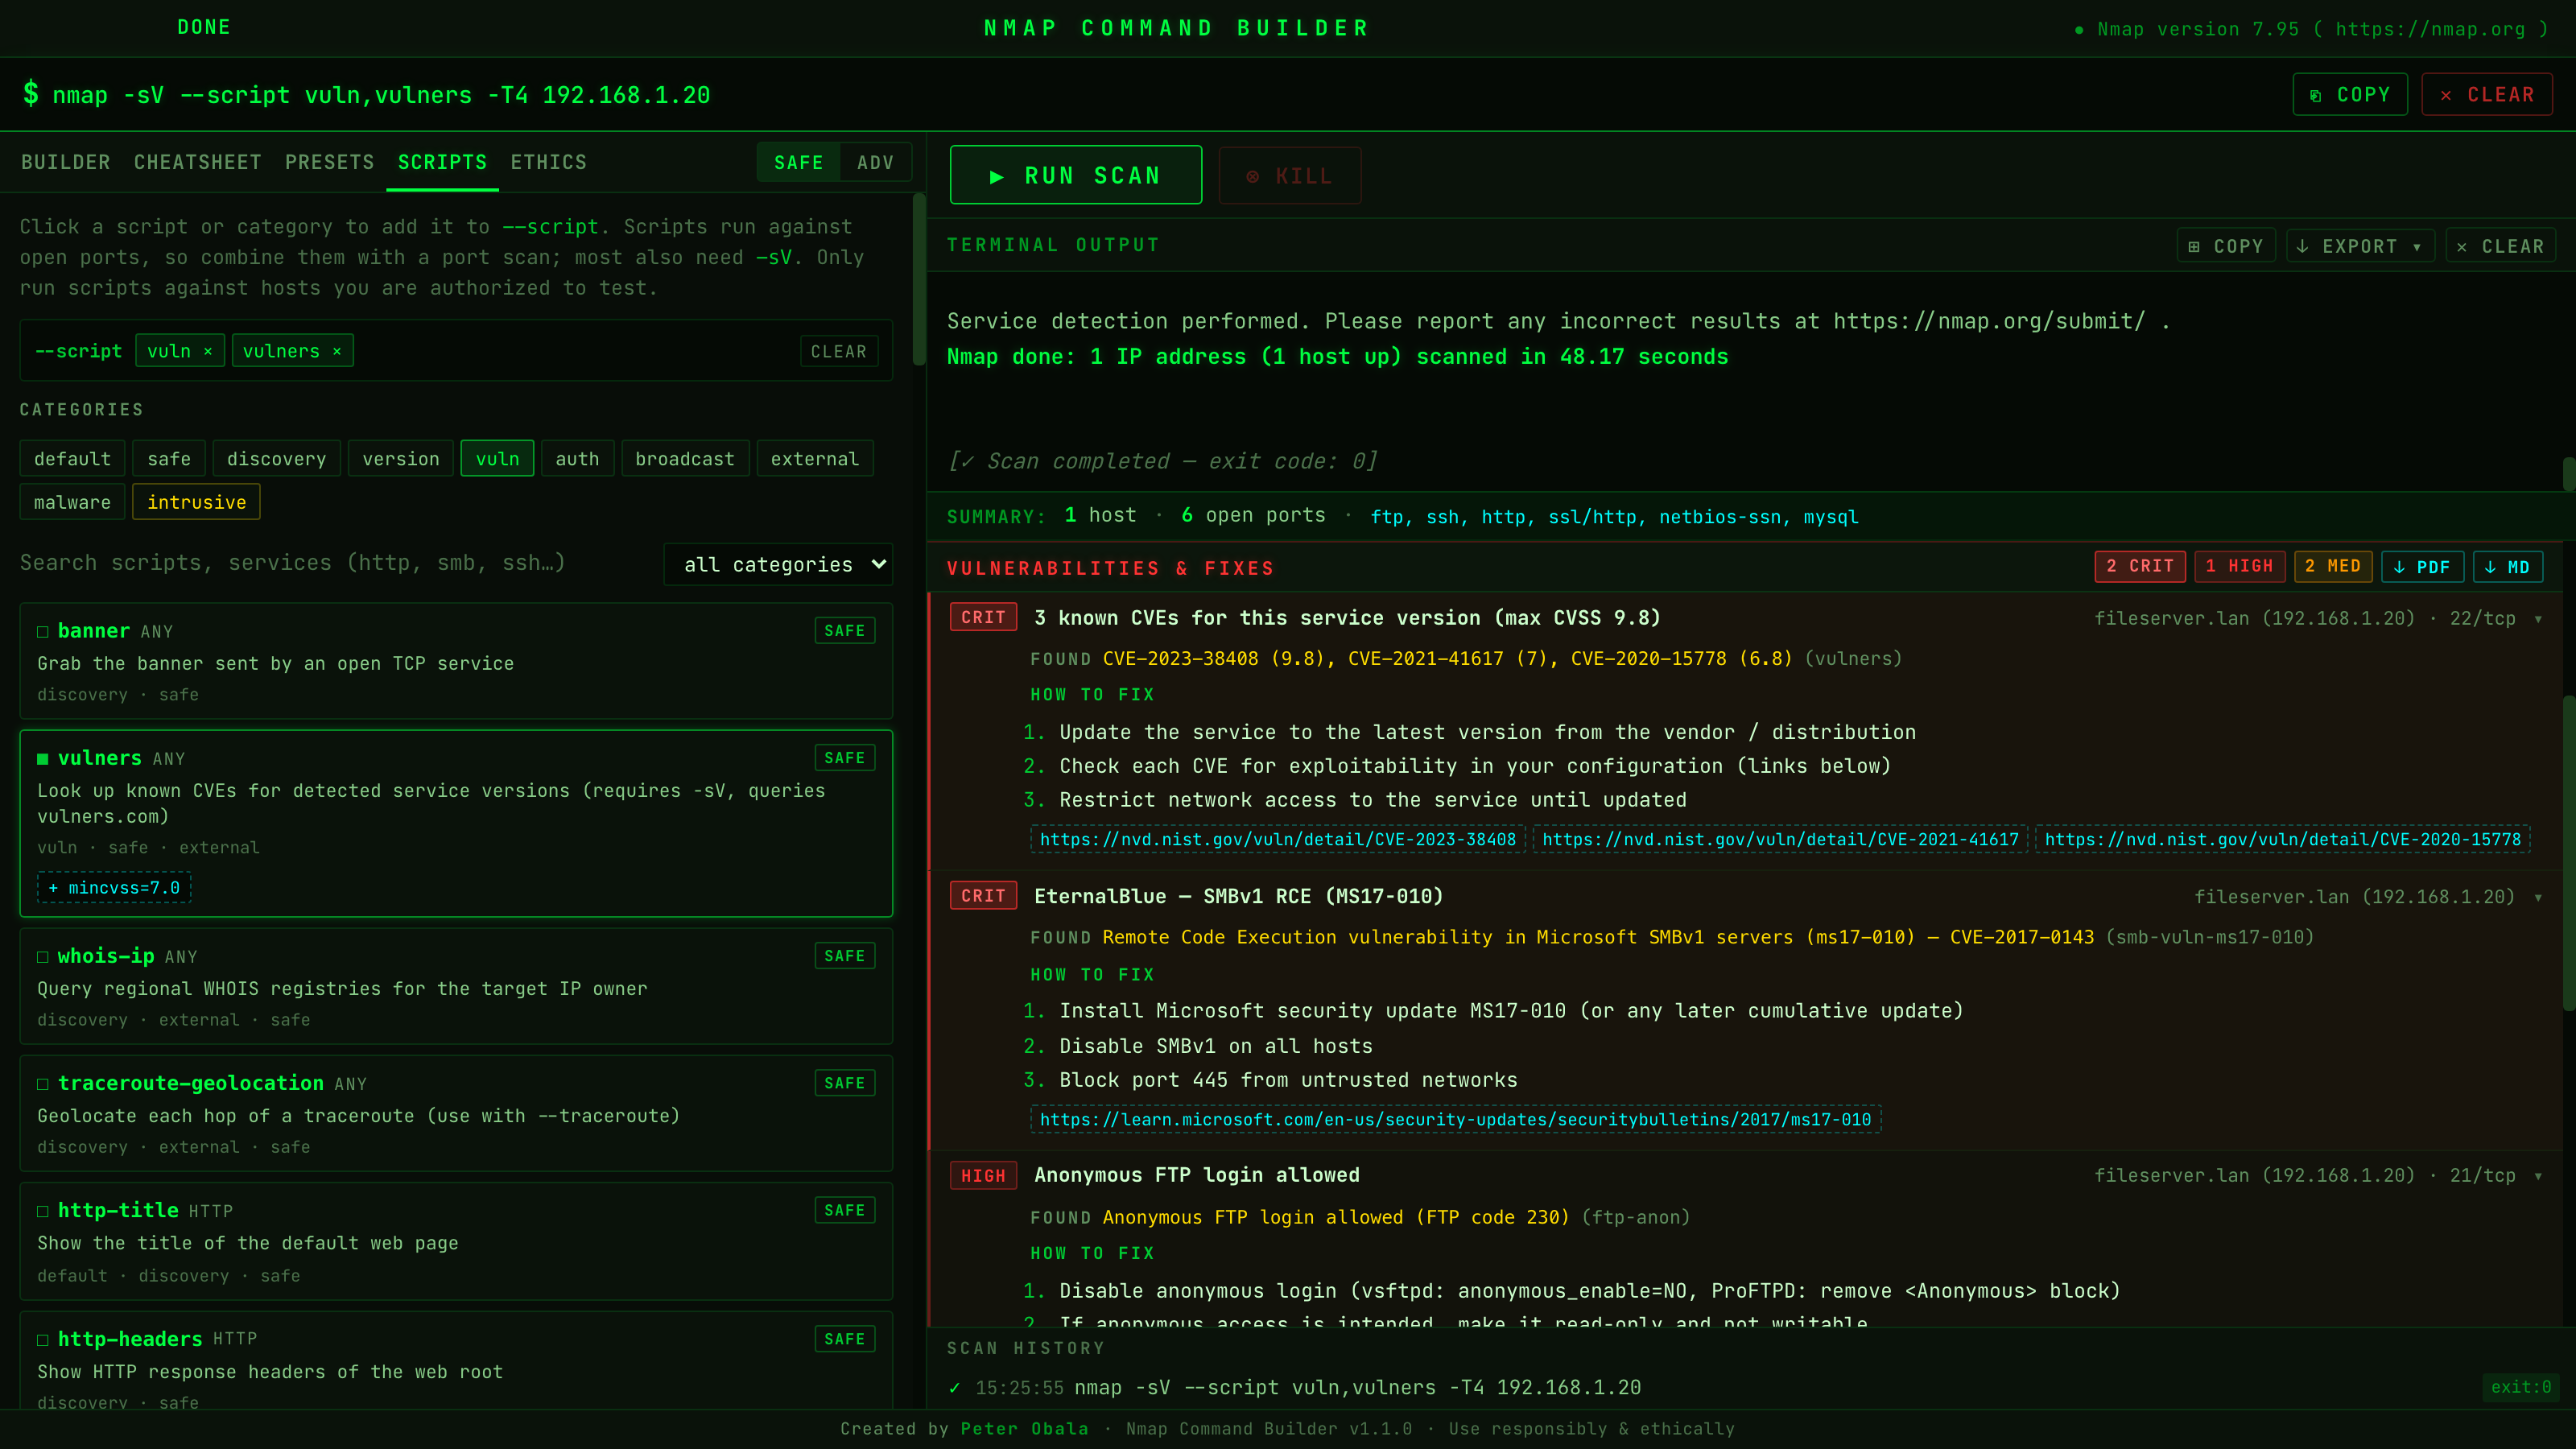 DONE
NMAP COMMAND BUILDER
● Nmap version 7.95 ( https://nmap.org )
$ nmap -sV --script vuln,vulners -T4 192.168.1.20
COPY
× CLEAR
BUILDER CHEATSHEET PRESETS SCRIPTS ETHICS
SAFE ADV
Click a script or category to add it to --script. Scripts run against
open ports, so combine them with a port scan; most also need -sV. Only
run scripts against hosts you are authorized to test.
--script vuln × vulners × CLEAR
CATEGORIES
default safe discovery version vuln auth broadcast external
malware intrusive
Search scripts, services (http, smb, ssh…) all categories
□ banner ANY SAFE
Grab the banner sent by an open TCP service
discovery · safe
■ vulners ANY SAFE
Look up known CVEs for detected service versions (requires -sV, queries
vulners.com)
vuln · safe · external
+ mincvss=7.0
□ whois-ip ANY SAFE
Query regional WHOIS registries for the target IP owner
discovery · external · safe
□ traceroute-geolocation ANY SAFE
Geolocate each hop of a traceroute (use with --traceroute)
discovery · external · safe
□ http-title HTTP SAFE
Show the title of the default web page
default · discovery · safe
□ http-headers HTTP SAFE
Show HTTP response headers of the web root
discovery · safe
▶ RUN SCAN
⊗ KILL
TERMINAL OUTPUT
⊞ COPY ↓ EXPORT ▾ × CLEAR
Service detection performed. Please report any incorrect results at https://nmap.org/submit/ .
Nmap done: 1 IP address (1 host up) scanned in 48.17 seconds
[✓ Scan completed — exit code: 0]
SUMMARY: 1 host · 6 open ports · ftp, ssh, http, ssl/http, netbios-ssn, mysql
VULNERABILITIES & FIXES
2 CRIT 1 HIGH 2 MED ↓ PDF ↓ MD
CRIT 3 known CVEs for this service version (max CVSS 9.8) fileserver.lan (192.168.1.20) · 22/tcp ▾
FOUND CVE-2023-38408 (9.8), CVE-2021-41617 (7), CVE-2020-15778 (6.8) (vulners)
HOW TO FIX
1. Update the service to the latest version from the vendor / distribution
2. Check each CVE for exploitability in your configuration (links below)
3. Restrict network access to the service until updated
https://nvd.nist.gov/vuln/detail/CVE-2023-38408 https://nvd.nist.gov/vuln/detail/CVE-2021-41617 https://nvd.nist.gov/vuln/detail/CVE-2020-15778
CRIT EternalBlue — SMBv1 RCE (MS17-010) fileserver.lan (192.168.1.20) ▾
FOUND Remote Code Execution vulnerability in Microsoft SMBv1 servers (ms17-010) — CVE-2017-0143 (smb-vuln-ms17-010)
HOW TO FIX
1. Install Microsoft security update MS17-010 (or any later cumulative update)
2. Disable SMBv1 on all hosts
3. Block port 445 from untrusted networks
https://learn.microsoft.com/en-us/security-updates/securitybulletins/2017/ms17-010
HIGH Anonymous FTP login allowed fileserver.lan (192.168.1.20) · 21/tcp ▾
FOUND Anonymous FTP login allowed (FTP code 230) (ftp-anon)
HOW TO FIX
1. Disable anonymous login (vsftpd: anonymous_enable=NO, ProFTPD: remove <Anonymous> block)
2. If anonymous access is intended, make it read-only and not writable
SCAN HISTORY
✓ 15:25:55 nmap -sV --script vuln,vulners -T4 192.168.1.20 exit:0
Created by Peter Obala · Nmap Command Builder v1.1.0 · Use responsibly & ethically